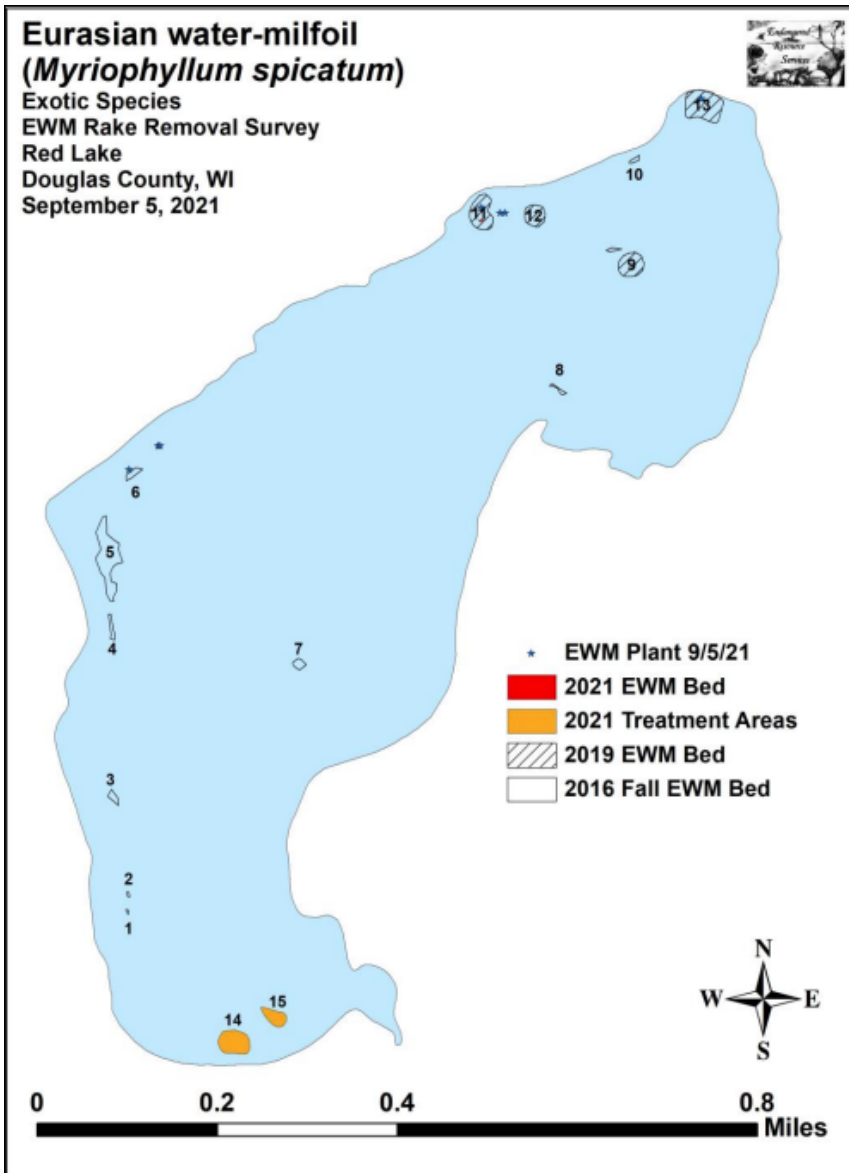 Eurasian water-milfoil
(Myriophyllum spicatum)
Exotic Species
EWM Rake Removal Survey
Red Lake
Douglas County, WI
September 5, 2021
Endangered
Resource
Services
13
10
11
12
9
8
6
5
4
7
3
2
1
15
14
EWM Plant 9/5/21
2021 EWM Bed
2021 Treatment Areas
2019 EWM Bed
2016 Fall EWM Bed
N
W E
S
0 0.2 0.4 0.8
Miles